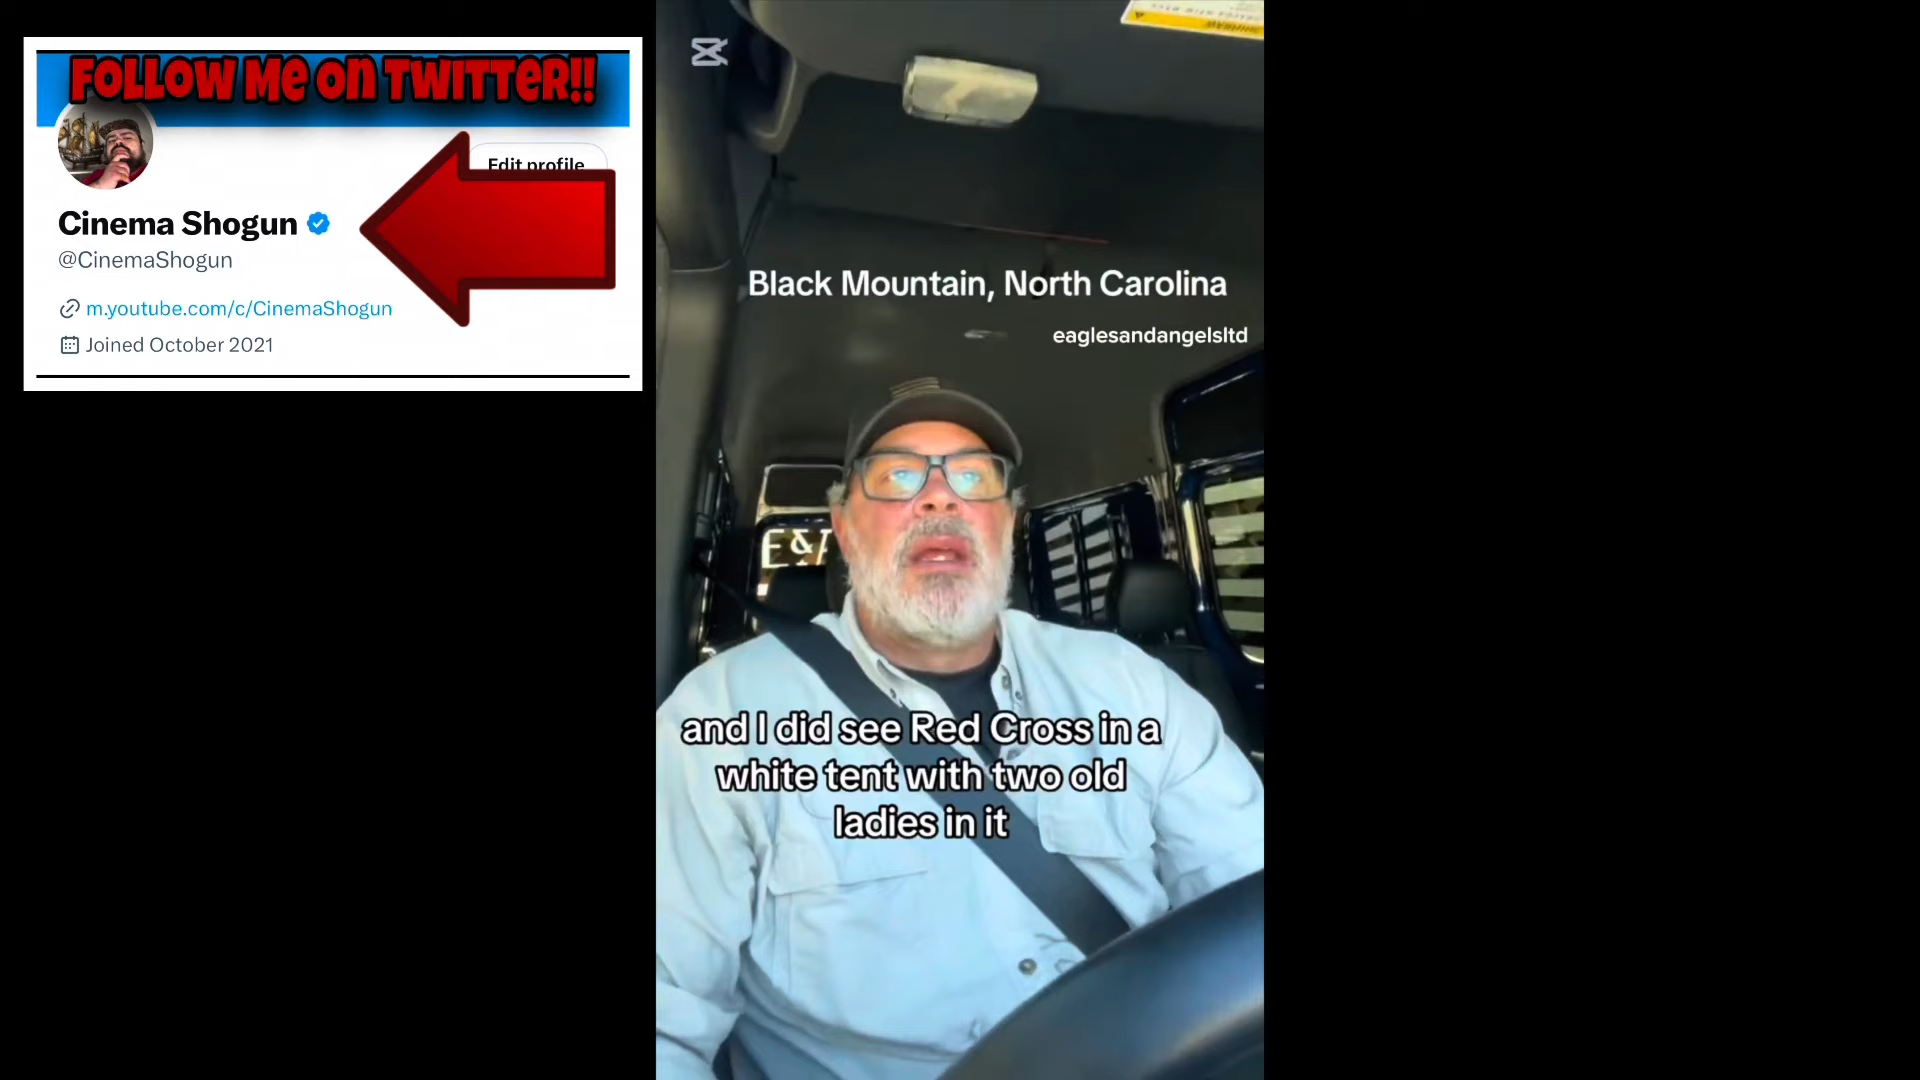 FOLLOW ME ON TWITTER!!
Edit profile
Cinema Shogun
@CinemaShogun
m.youtube.com/c/CinemaShogun
Joined October 2021
Black Mountain, North Carolina
eaglesandangelsltd
E&A
and I did see Red Cross in a
white tent with two old
ladies in it